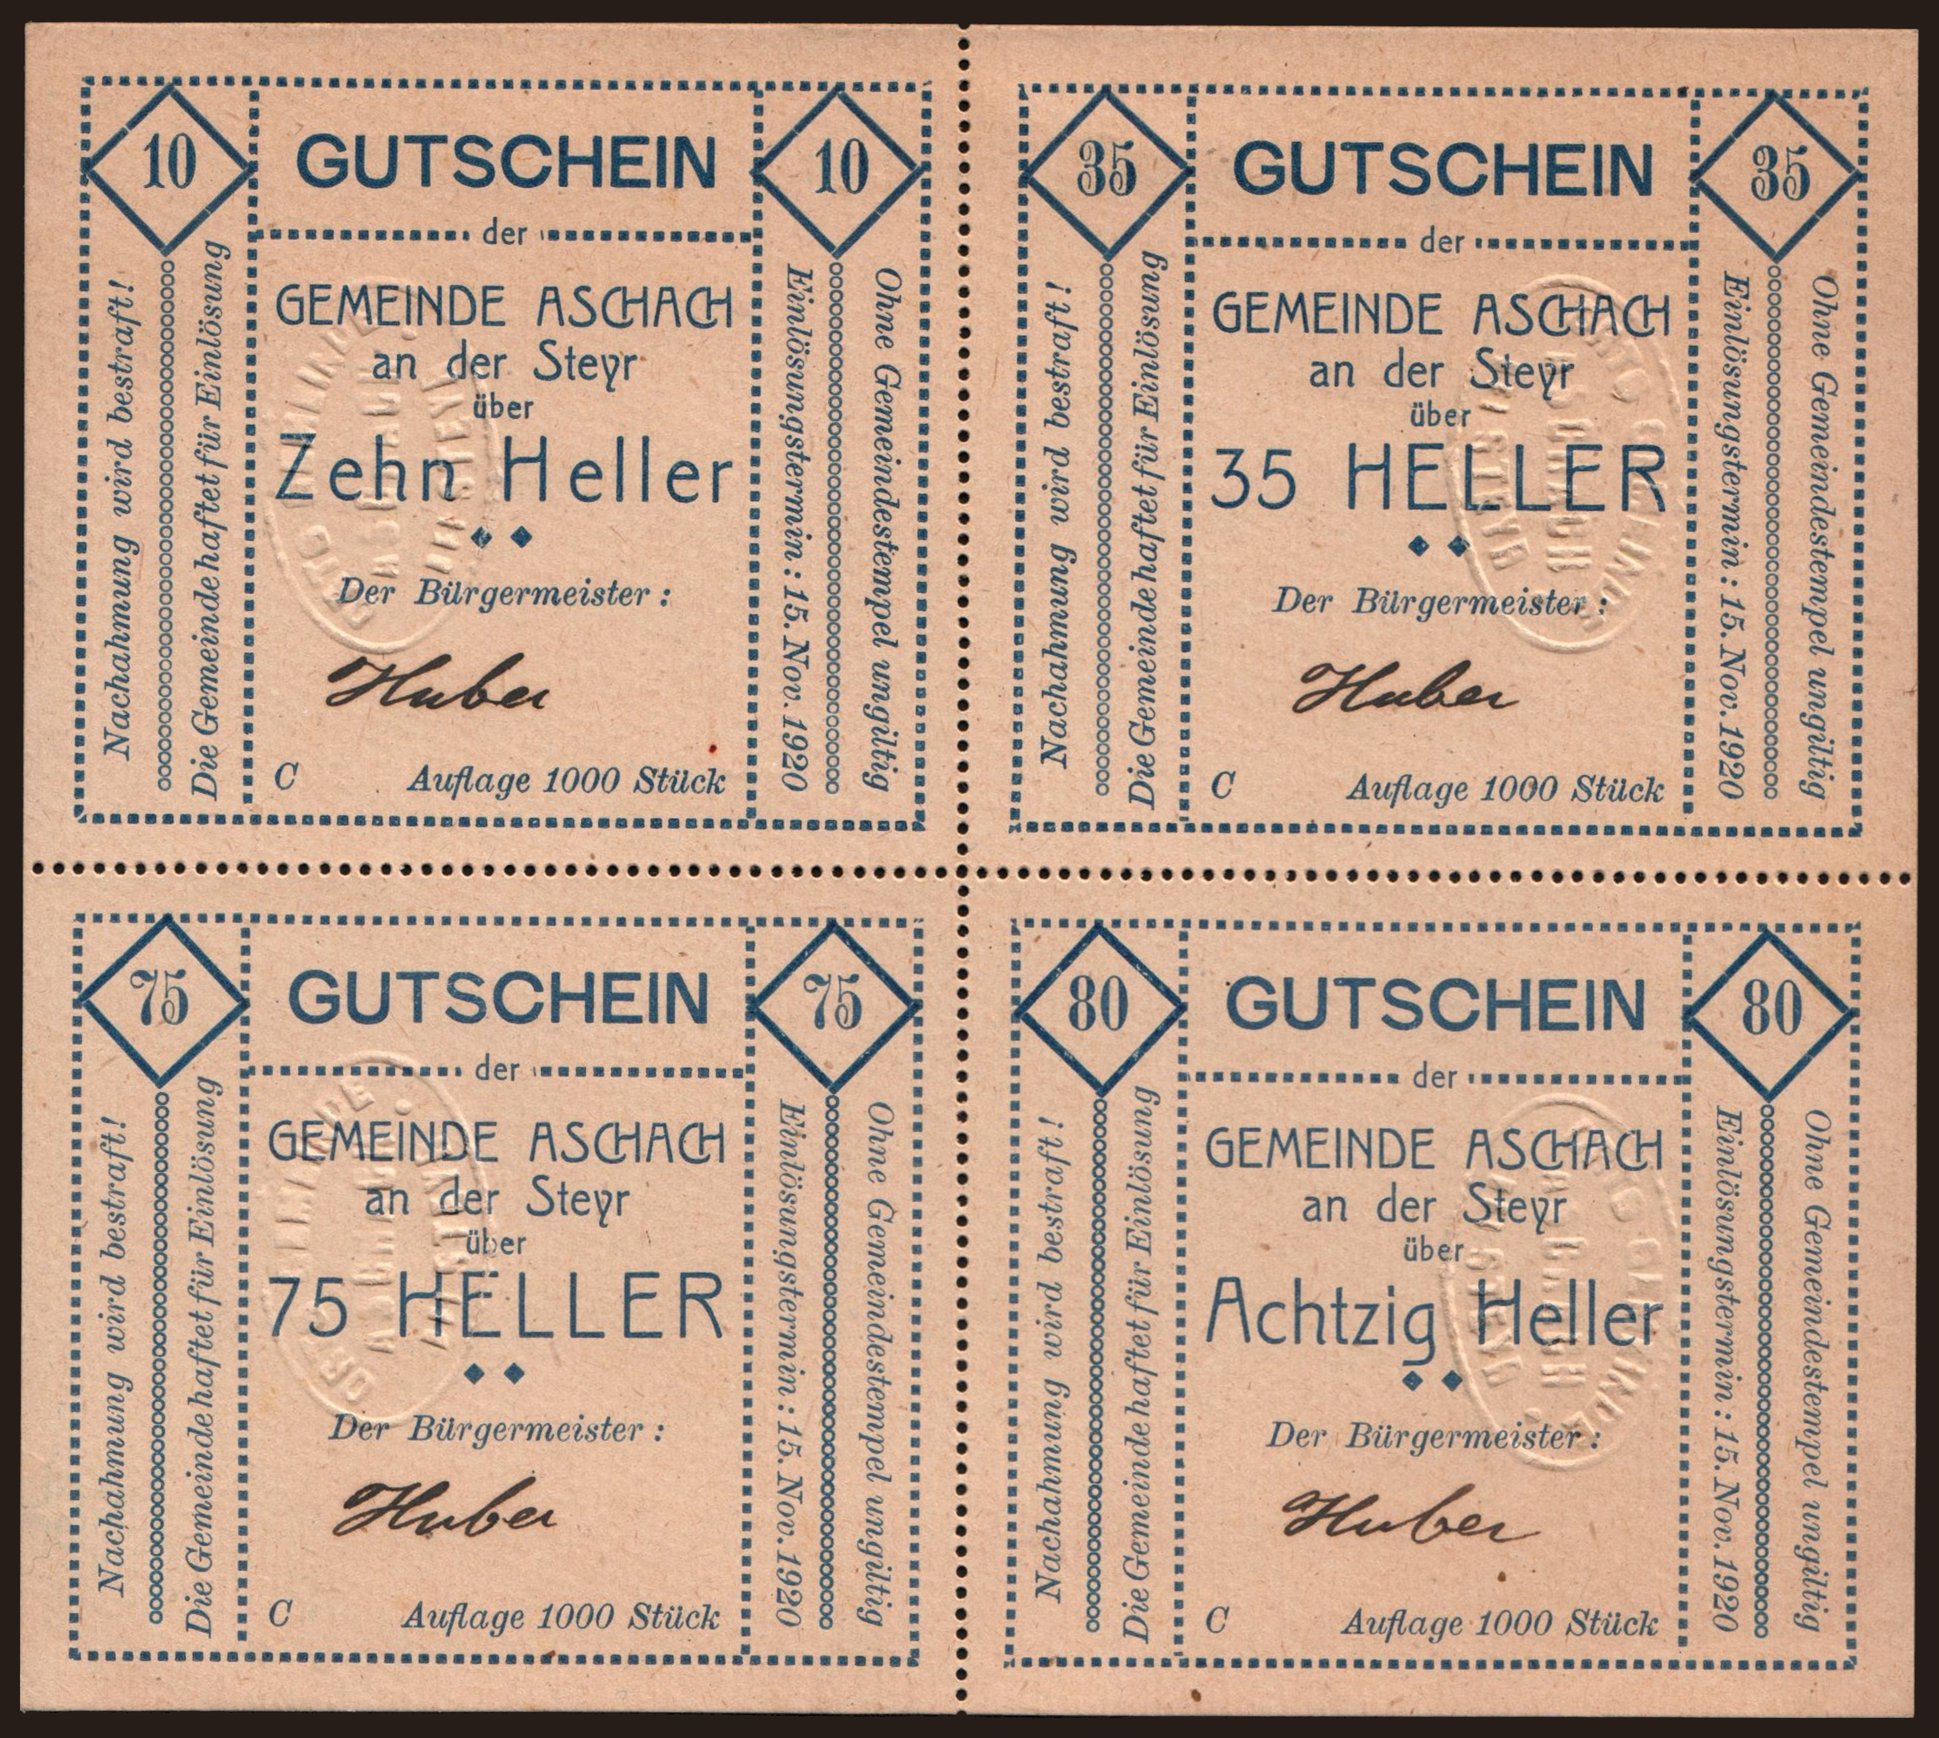 10
GUTSCHEIN
10
der
GEMEINDE ASCHACH
an der Steyr
über
Zehn Heller
Der Bürgermeister:
Huber
C Auflage 1000 Stück
Nachahmung wird bestraft!
Die Gemeinde haftet für Einlösung
Einlösungstermin: 15. Nov. 1920
Ohne Gemeindestempel ungiltig
35
GUTSCHEIN
35
der
GEMEINDE ASCHACH
an der Steyr
über
35 HELLER
Der Bürgermeister:
Huber
C Auflage 1000 Stück
Nachahmung wird bestraft!
Die Gemeinde haftet für Einlösung
Einlösungstermin: 15. Nov. 1920
Ohne Gemeindestempel ungiltig
75
GUTSCHEIN
75
der
GEMEINDE ASCHACH
an der Steyr
über
75 HELLER
Der Bürgermeister:
Huber
C Auflage 1000 Stück
Nachahmung wird bestraft!
Die Gemeinde haftet für Einlösung
Einlösungstermin: 15. Nov. 1920
Ohne Gemeindestempel ungiltig
80
GUTSCHEIN
80
der
GEMEINDE ASCHACH
an der Steyr
über
Achtzig Heller
Der Bürgermeister:
Huber
C Auflage 1000 Stück
Nachahmung wird bestraft!
Die Gemeinde haftet für Einlösung
Einlösungstermin: 15. Nov. 1920
Ohne Gemeindestempel ungiltig